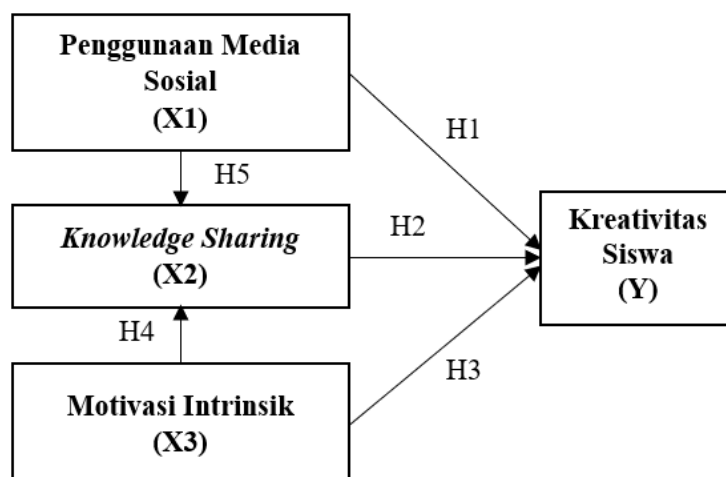 Penggunaan Media
Sosial
(X1)
H1
H5
Knowledge Sharing
(X2)
H2
Kreativitas
Siswa
(Y)
H4
H3
Motivasi Intrinsik
(X3)